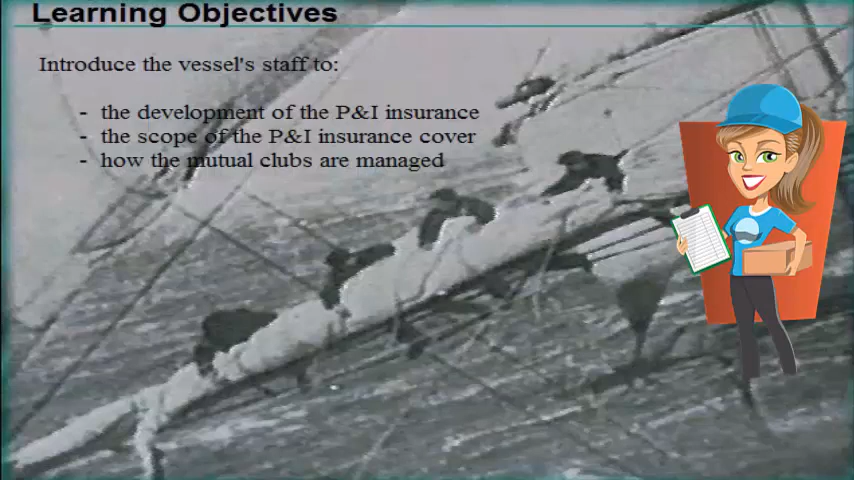 Learning Objectives
Introduce the vessel's staff to:
- the development of the P&I insurance
- the scope of the P&I insurance cover
- how the mutual clubs are managed